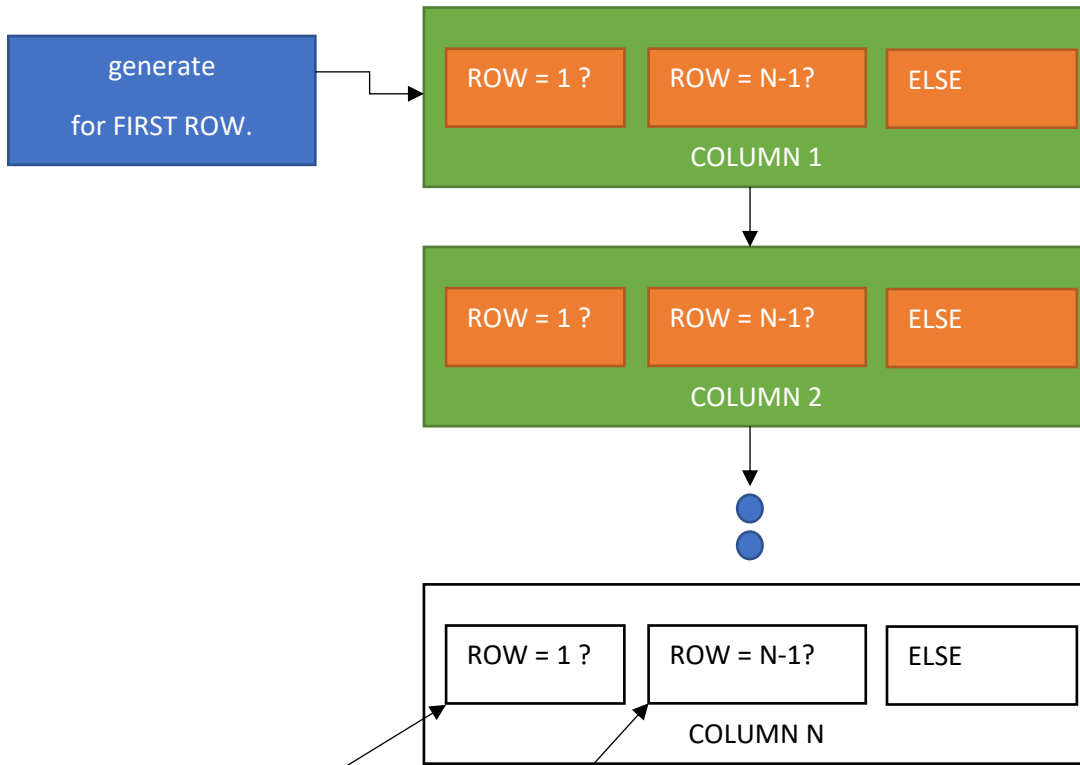 generate
for FIRST ROW.
ROW = 1 ?
ROW = N-1?
ELSE
COLUMN 1
ROW = 1 ?
ROW = N-1?
ELSE
COLUMN 2
ROW = 1 ?
ROW = N-1?
ELSE
COLUMN N